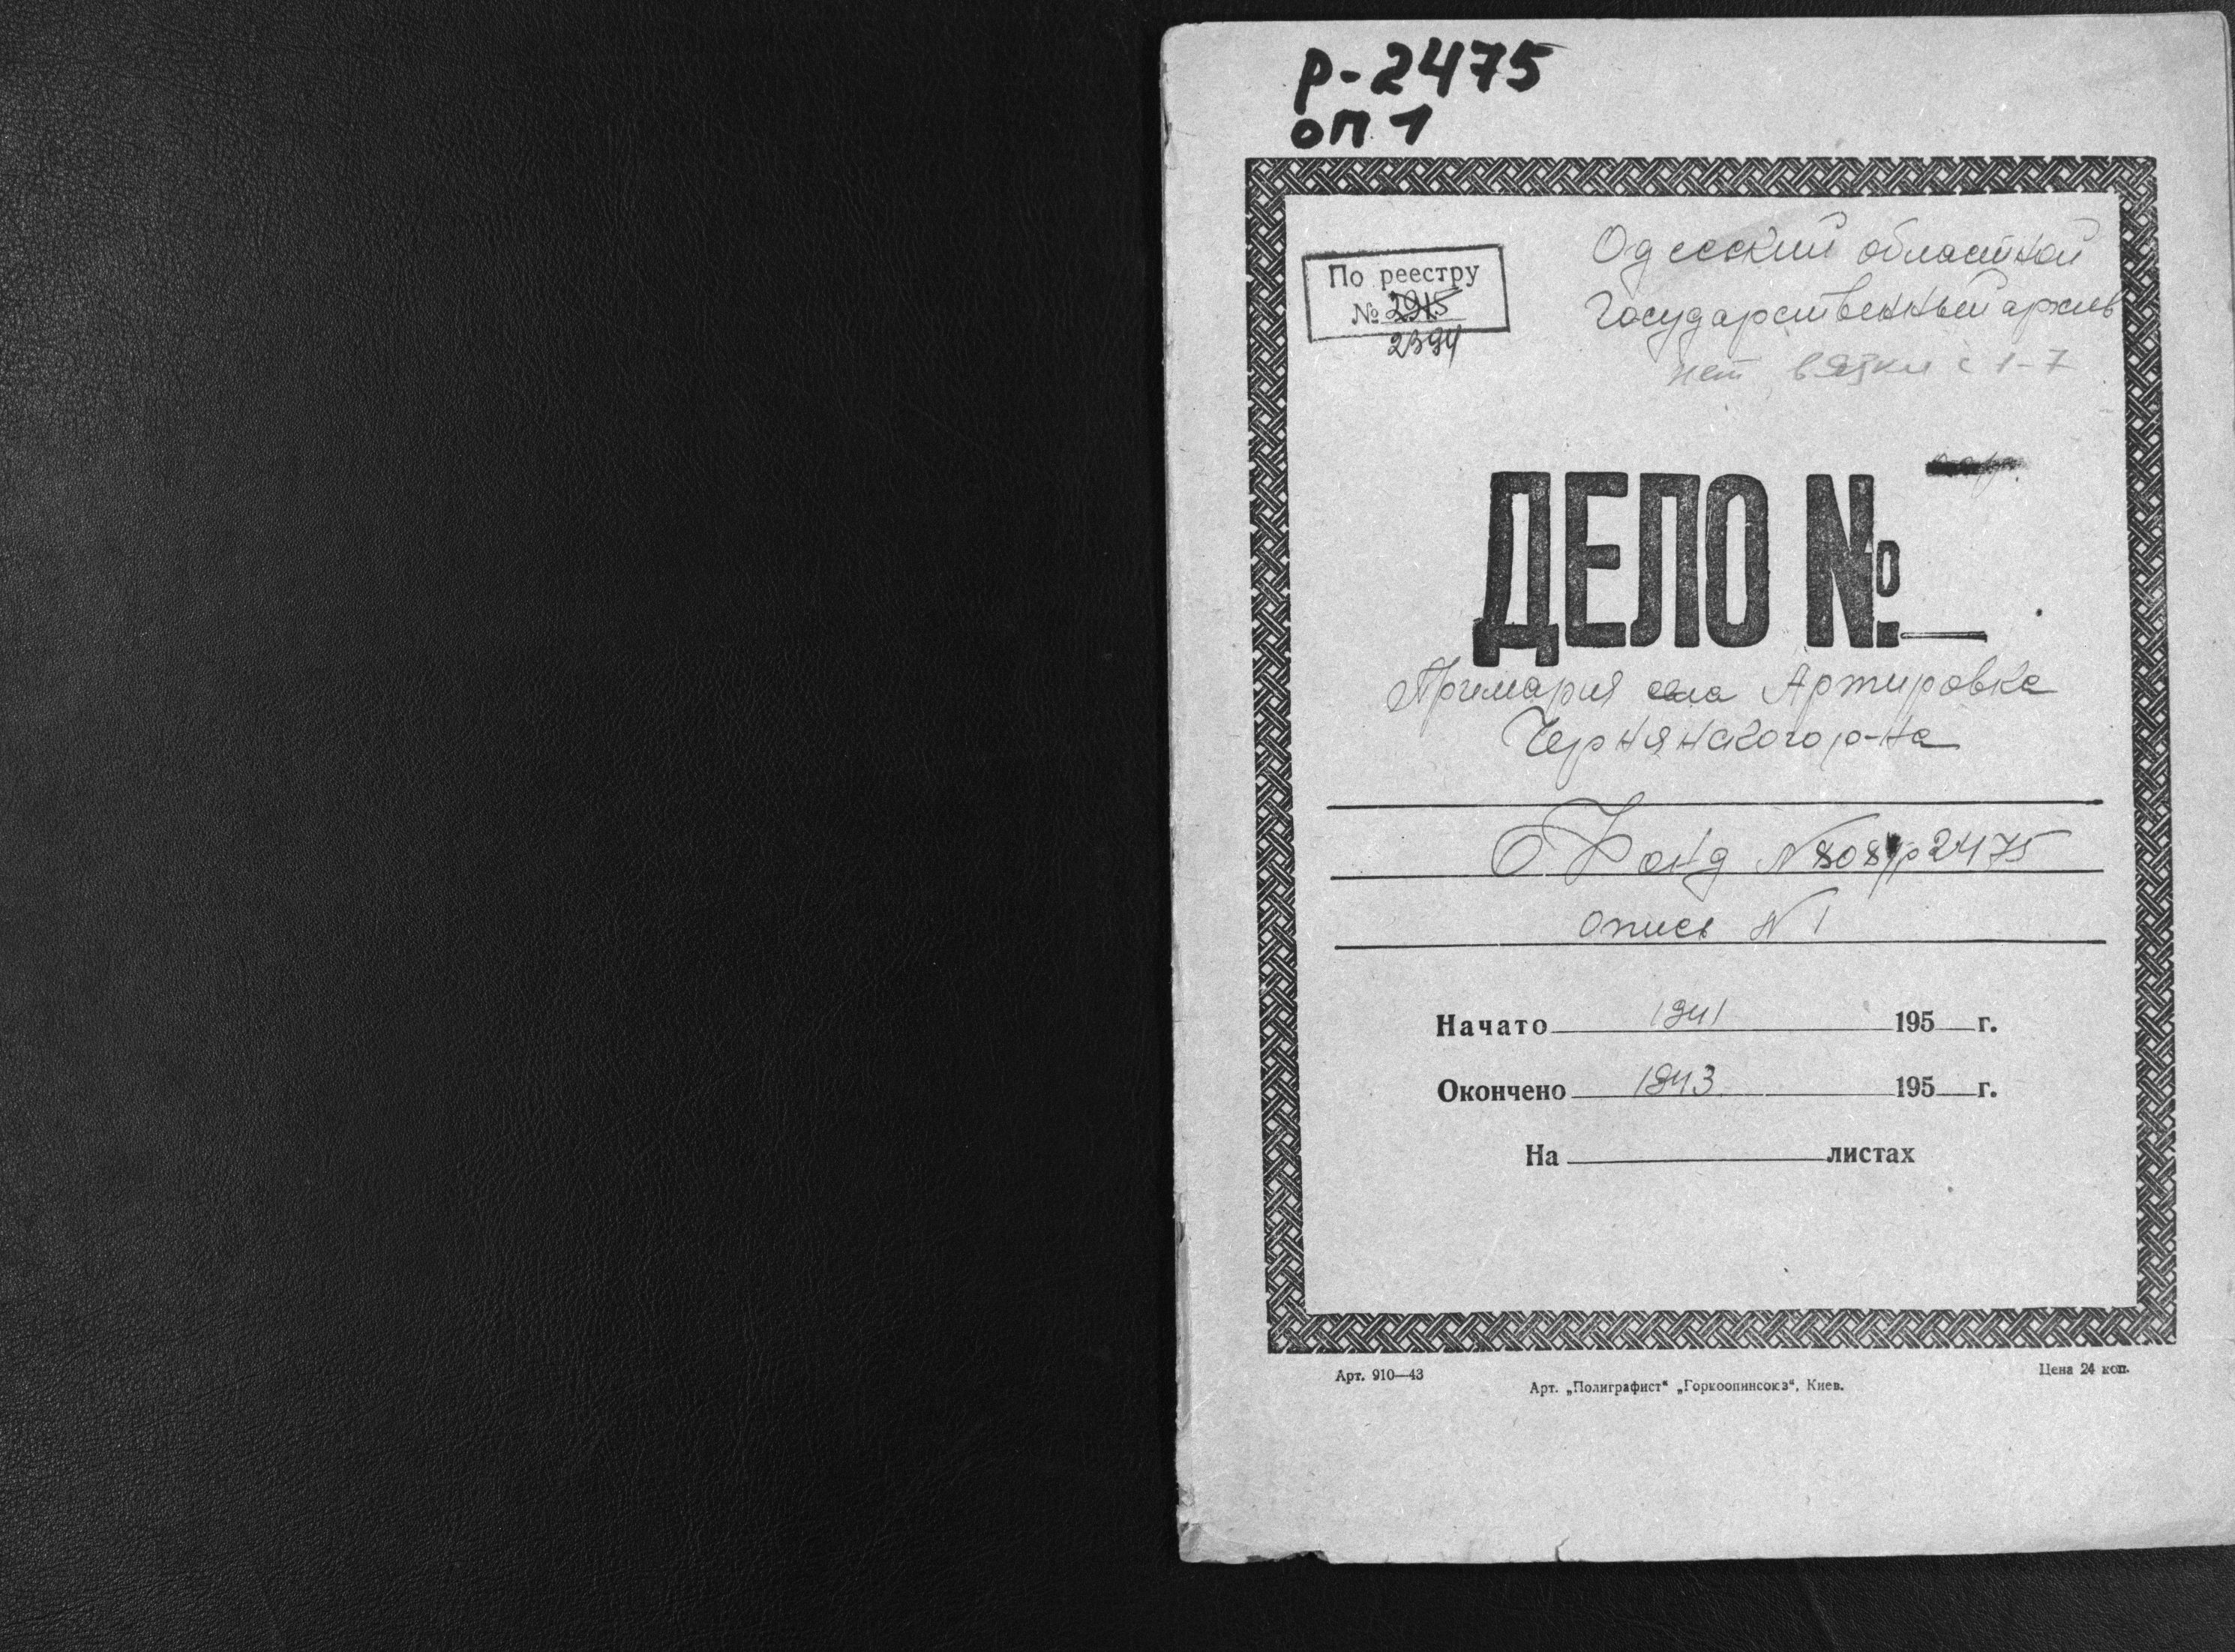 р-2475
оп 1
По реестру
№ 2915
2394
Одесский областной
Государственный архив
нет вязки с 1-7
ДЕЛО №
Примария села Артировка
Чернянского р-на
Фонд № 808/р2475
опись № 1
Начато 1941 195 г.
Окончено 1943 195 г.
На листах
Арт. 910—43
Цена 24 коп.
Арт. „Полиграфист“ „Горкоопинсоюз“, Киев.